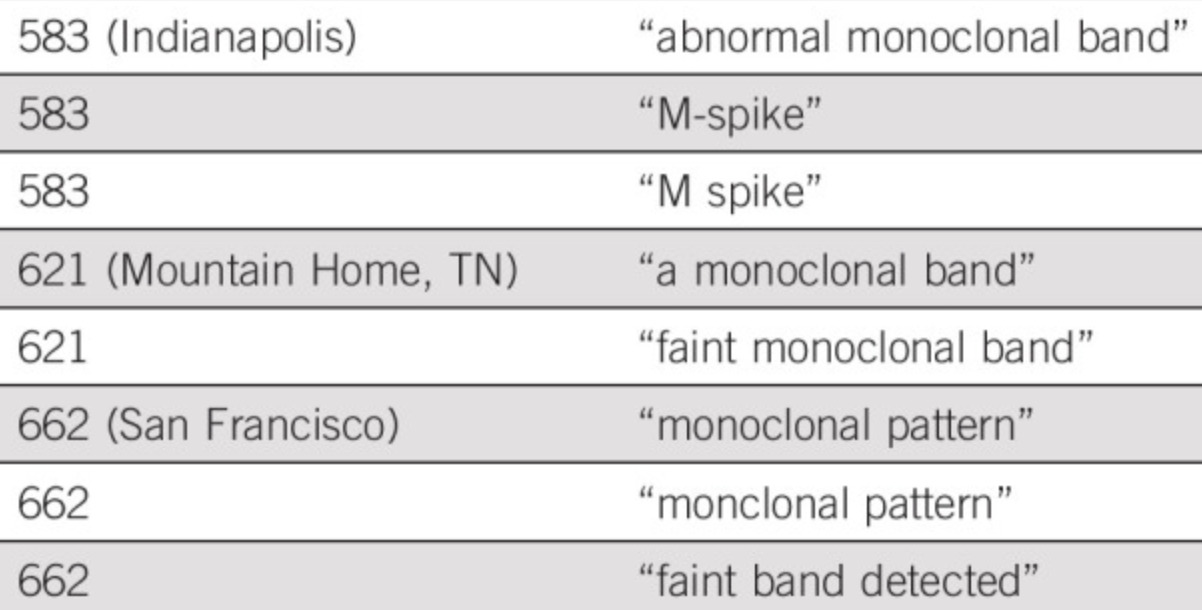 583 (Indianapolis) “abnormal monoclonal band”
583 “M-spike”
583 “M spike”
621 (Mountain Home, TN) “a monoclonal band”
621 “faint monoclonal band”
662 (San Francisco) “monoclonal pattern”
662 “monclonal pattern”
662 “faint band detected”